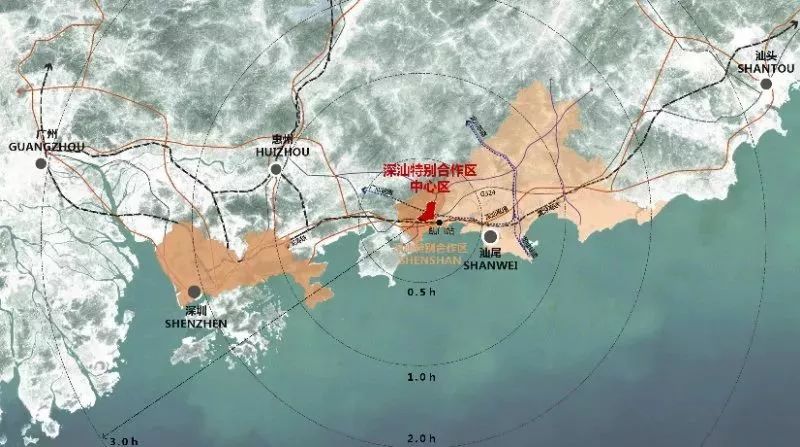 汕头
SHANTOU
广州
GUANGZHOU
惠州
HUIZHOU
深汕特别合作区
中心区
G324
深汕特别合作区
SHENSHAN
汕尾
SHANWEI
0.5 h
深圳
SHENZHEN
1.0 h
2.0 h
3.0 h